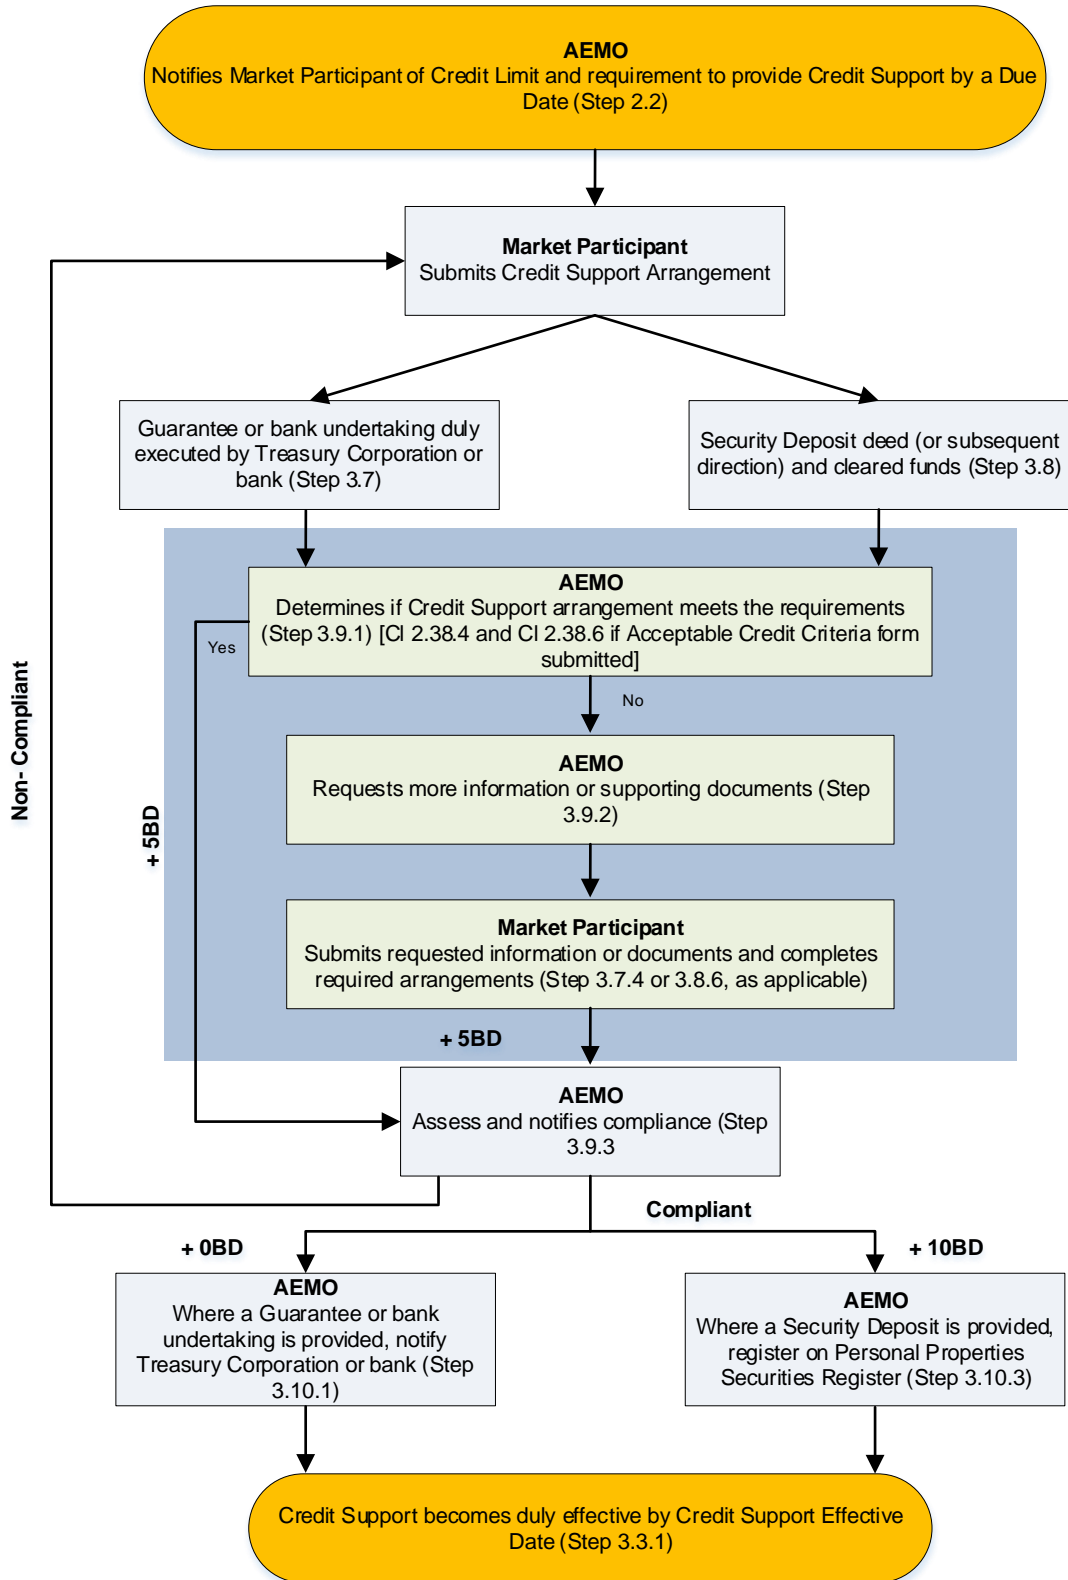 AEMO
Notifies Market Participant of Credit Limit and requirement to provide Credit Support by a Due
Date (Step 2.2)
Market Participant
Submits Credit Support Arrangement
Guarantee or bank undertaking duly
executed by Treasury Corporation or
bank (Step 3.7)
Security Deposit deed (or subsequent
direction) and cleared funds (Step 3.8)
AEMO
Determines if Credit Support arrangement meets the requirements
(Step 3.9.1) [Cl 2.38.4 and Cl 2.38.6 if Acceptable Credit Criteria form
submitted]
Yes
No
Non- Compliant
+ 5BD
AEMO
Requests more information or supporting documents (Step
3.9.2)
Market Participant
Submits requested information or documents and completes
required arrangements (Step 3.7.4 or 3.8.6, as applicable)
+ 5BD
AEMO
Assess and notifies compliance (Step
3.9.3
Compliant
+ 0BD
+ 10BD
AEMO
Where a Guarantee or bank
undertaking is provided, notify
Treasury Corporation or bank (Step
3.10.1)
AEMO
Where a Security Deposit is provided,
register on Personal Properties
Securities Register (Step 3.10.3)
Credit Support becomes duly effective by Credit Support Effective
Date (Step 3.3.1)